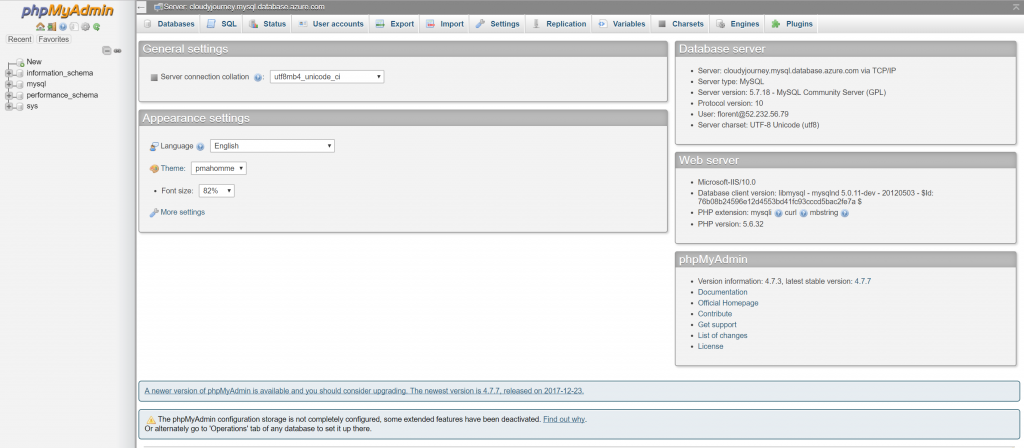 phpMyAdmin
Recent Favorites
New
information_schema
mysql
performance_schema
sys
Server: cloudyjourney.mysql.database.azure.com
Databases SQL Status User accounts Export Import Settings Replication Variables Charsets Engines Plugins
General settings
Server connection collation : utf8mb4_unicode_ci
Appearance settings
Language English
Theme: pmahomme
• Font size: 82%
More settings
Database server
• Server: cloudyjourney.mysql.database.azure.com via TCP/IP
• Server type: MySQL
• Server version: 5.7.18 - MySQL Community Server (GPL)
• Protocol version: 10
• User: florent@52.232.56.79
• Server charset: UTF-8 Unicode (utf8)
Web server
• Microsoft-IIS/10.0
• Database client version: libmysql - mysqlnd 5.0.11-dev - 20120503 - $Id:
76b08b24596e12d4553bd41fc93cccd5bac2fe7a $
• PHP extension: mysqli curl mbstring
• PHP version: 5.6.32
phpMyAdmin
• Version information: 4.7.3, latest stable version: 4.7.7
• Documentation
• Official Homepage
• Contribute
• Get support
• List of changes
• License
A newer version of phpMyAdmin is available and you should consider upgrading. The newest version is 4.7.7, released on 2017-12-23.
The phpMyAdmin configuration storage is not completely configured, some extended features have been deactivated. Find out why.
Or alternately go to 'Operations' tab of any database to set it up there.